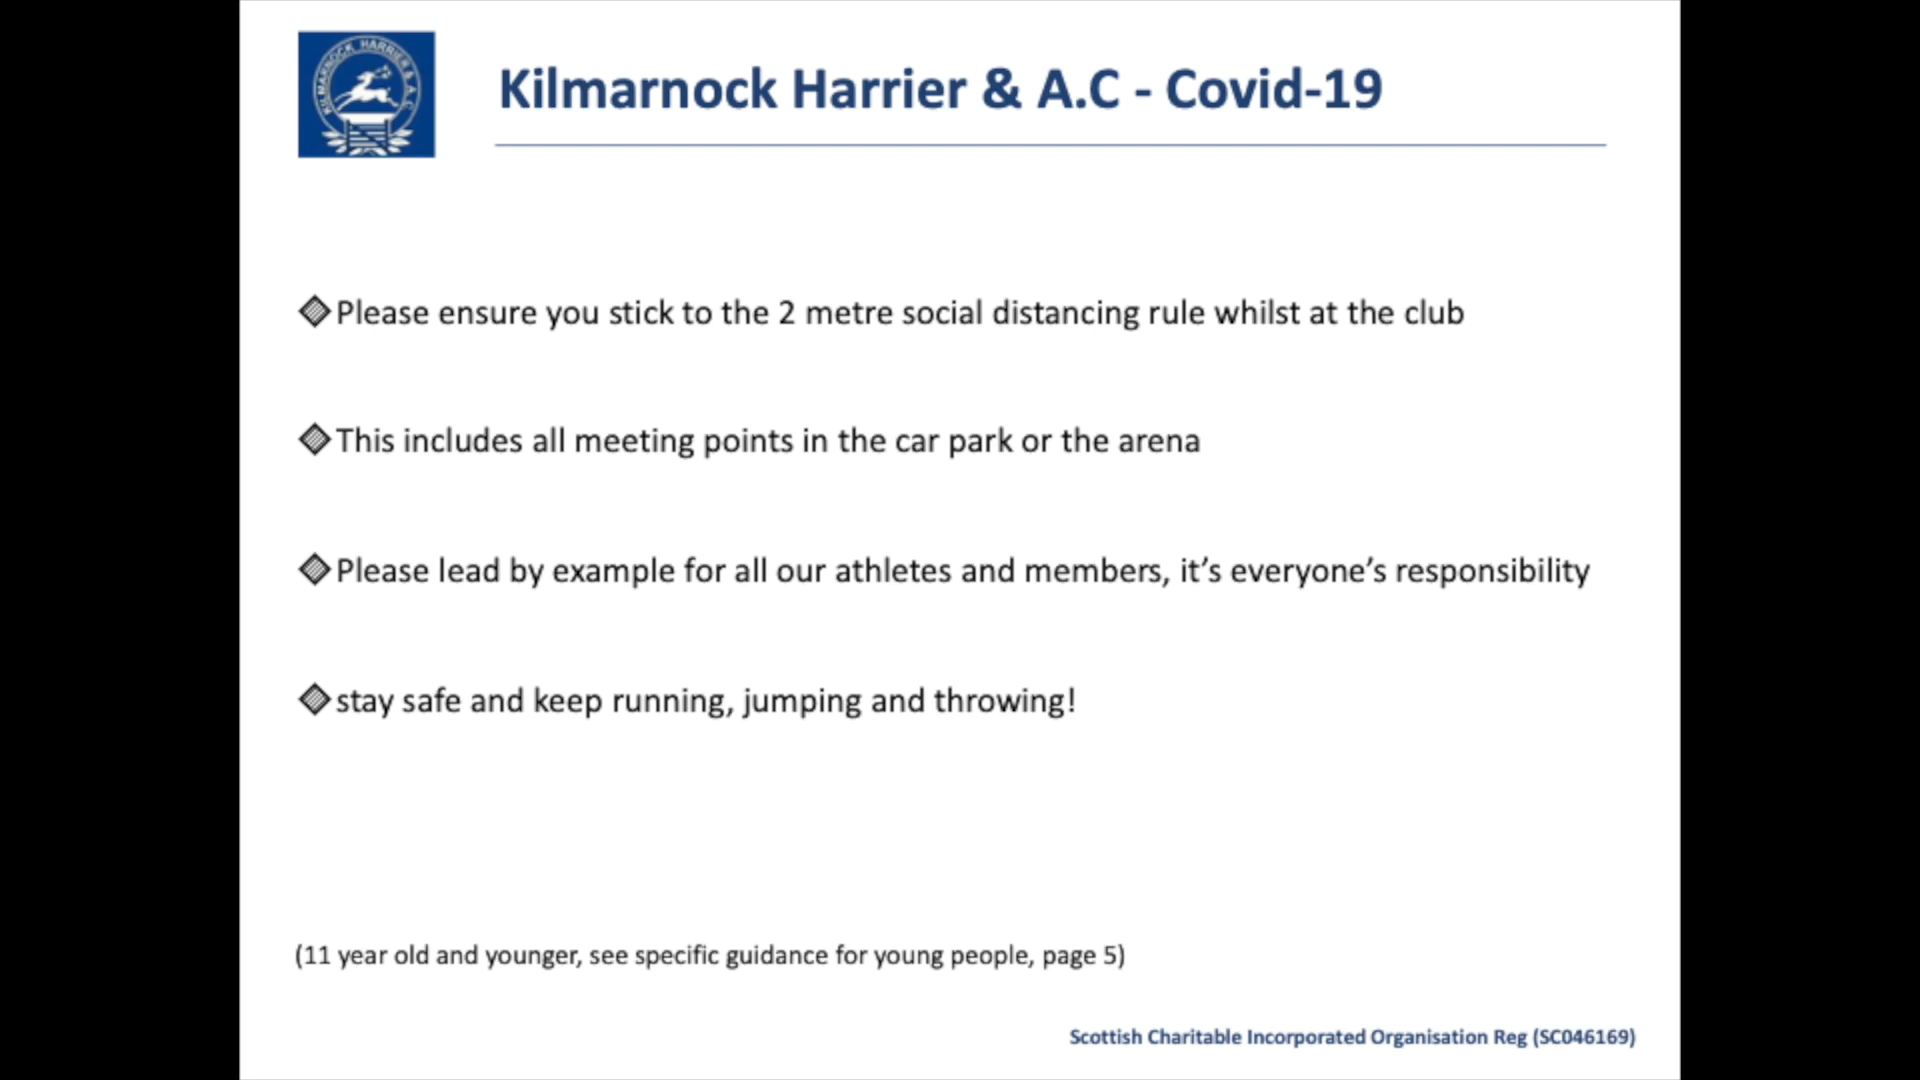 KILMARNOCK HARRIER & A.C
Kilmarnock Harrier & A.C - Covid-19
Please ensure you stick to the 2 metre social distancing rule whilst at the club
This includes all meeting points in the car park or the arena
Please lead by example for all our athletes and members, it’s everyone’s responsibility
stay safe and keep running, jumping and throwing!
(11 year old and younger, see specific guidance for young people, page 5)
Scottish Charitable Incorporated Organisation Reg (SC046169)